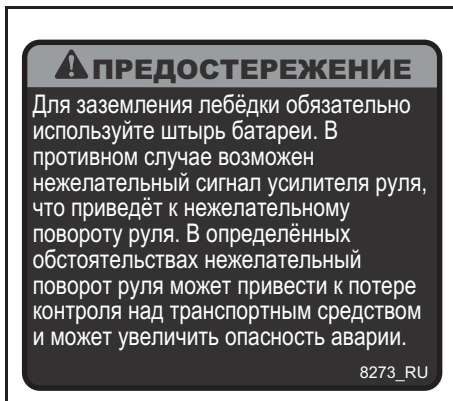 ПРЕДОСТЕРЕЖЕНИЕ
Для заземления лебёдки обязательно
используйте штырь батареи. В
противном случае возможен
нежелательный сигнал усилителя руля,
что приведёт к нежелательному
повороту руля. В определённых
обстоятельствах нежелательный
поворот руля может привести к потере
контроля над транспортным средством
и может увеличить опасность аварии.
8273_RU